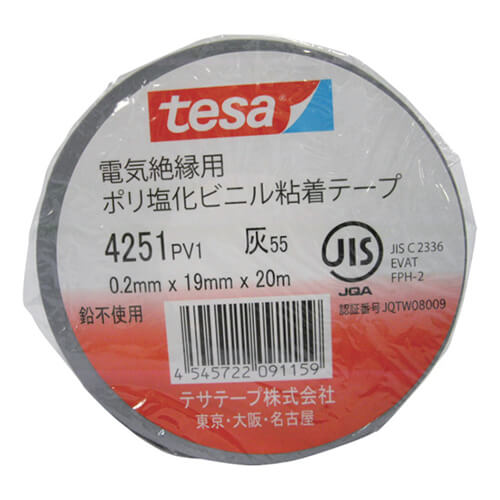 tesa
電気絶縁用
ポリ塩化ビニル粘着テープ
4251 PV1 灰55
0.2mm x 19mm x 20m
鉛不使用
JIS
JQA
JIS C 2336
EVAT
FPH-2
認証番号JQTW08009
4 545722 091159
テサテープ株式会社
東京・大阪・名古屋